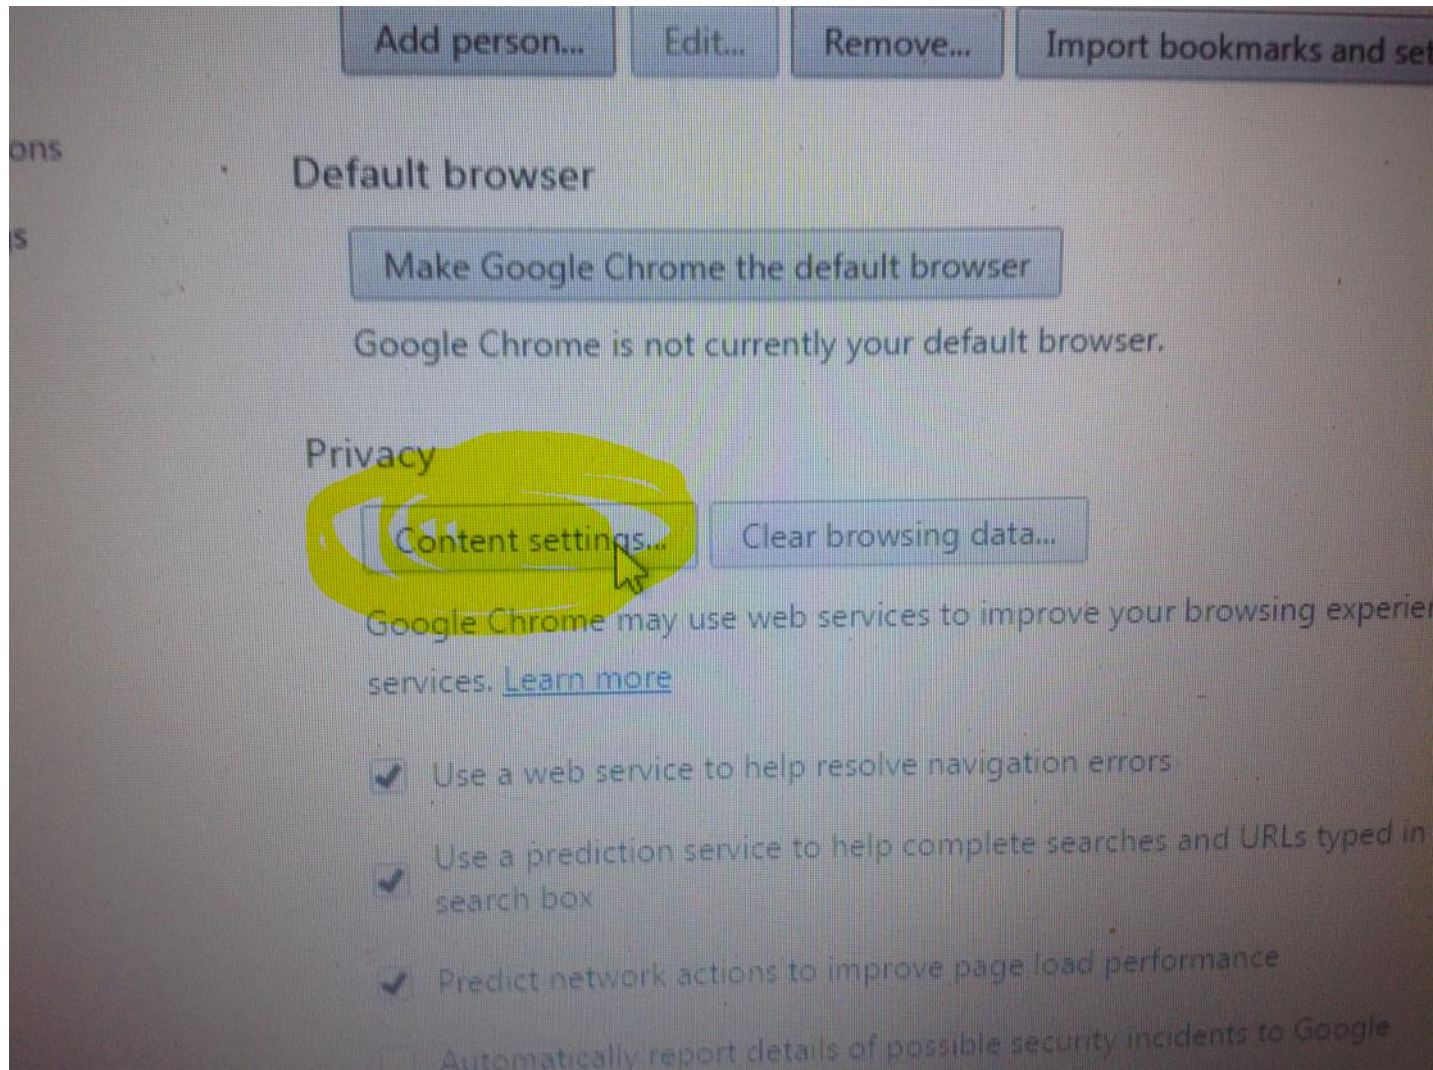 Add person... Edit... Remove... Import bookmarks and set
ons
Default browser
s
Make Google Chrome the default browser
Google Chrome is not currently your default browser.
Privacy
Content settings... Clear browsing data...
Google Chrome may use web services to improve your browsing experien
services. Learn more
Use a web service to help resolve navigation errors
Use a prediction service to help complete searches and URLs typed in
search box
Predict network actions to improve page load performance
Automatically report details of possible security incidents to Google